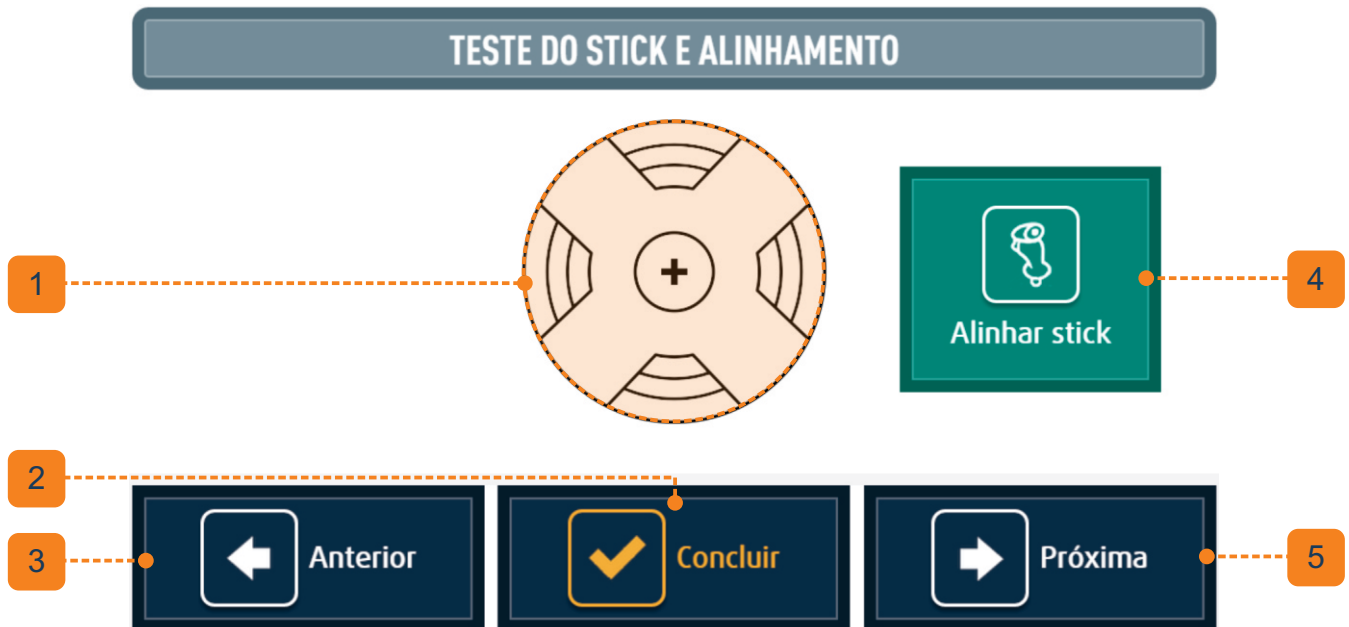 TESTE DO STICK E ALINHAMENTO
1
4
Alinhar stick
2
3
Anterior
Concluir
Próxima
5